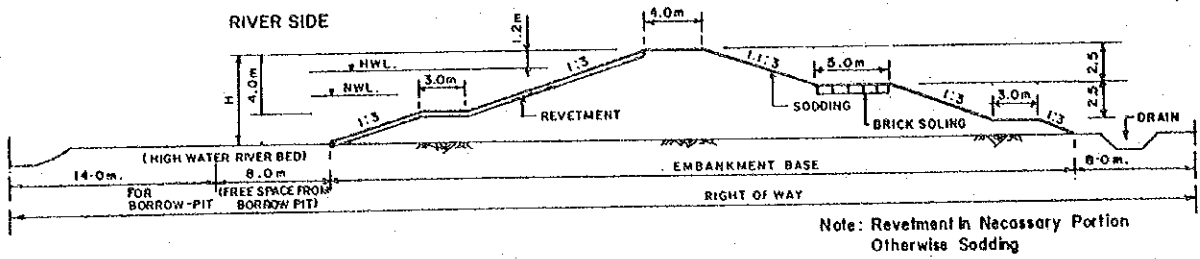 RIVER SIDE
4.0m
1.2m
HWL.
NWL.
H
4.0m
3.0m
1:3
1:3
REVETMENT
1.1:3
5.0m
SODDING
BRICK SOLING
1:3
3.0m
1:3
2.5
2.5
DRAIN
(HIGH WATER RIVER BED)
14.0m.
8.0m
EMBANKMENT BASE
8.0m.
FOR
BORROW-PIT
(FREE SPACE FROM
BORROW PIT)
RIGHT OF WAY
Note: Revetment in Necossary Portion
Otherwise Sodding